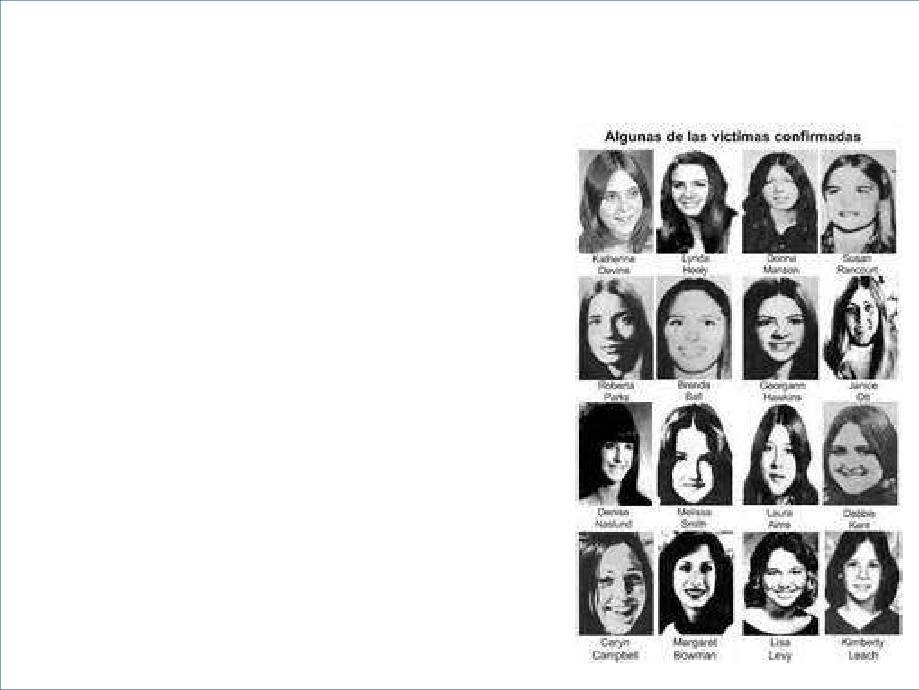 Algunas de las victimas confirmadas
Katherine Lynda Donna Susan
Devine Healy Manson Rancourt
Roberta Brenda Georgann Janice
Parks Ball Hawkins Ott
Denise Melissa Laura Debbie
Naslund Smith Aime Kent
Caryn Margaret Lisa Kimberly
Campbell Bowman Levy Leach